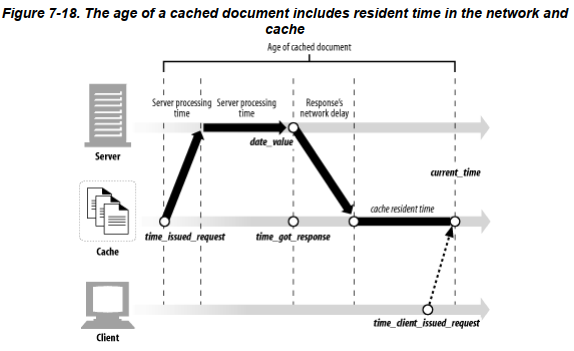 Figure 7-18. The age of a cached document includes resident time in the network and
cache
Age of cached document
Server processing
time
Server processing
time
Response's
network delay
Server
date_value
current_time
cache resident time
time_issued_request
time_got_response
Cache
time_client_issued_request
Client